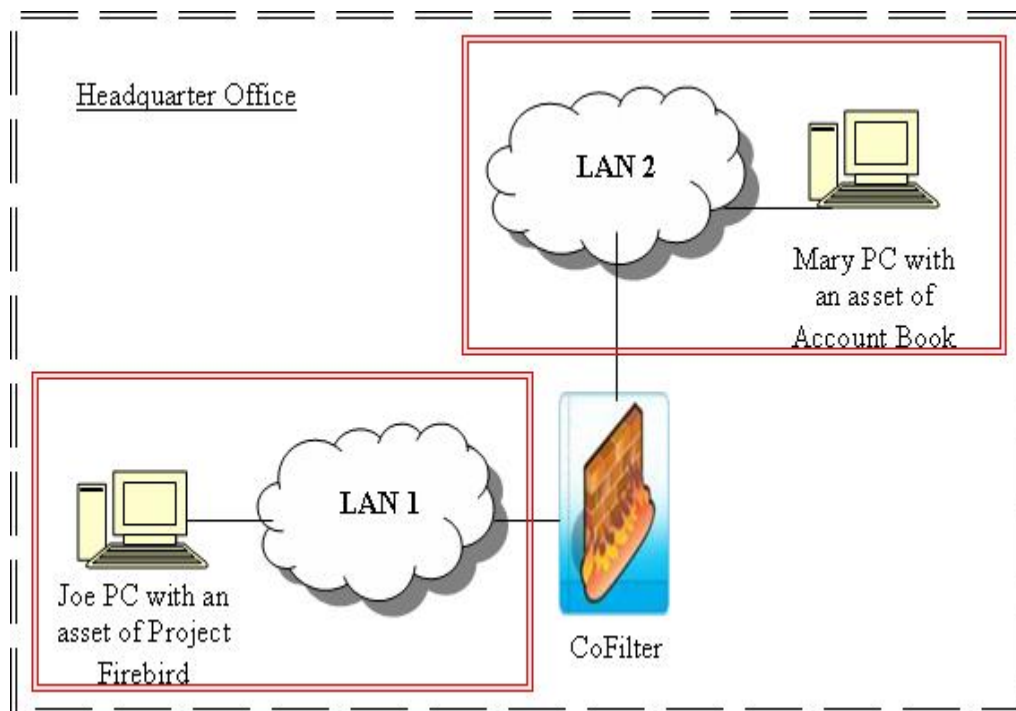 Headquarter Office
LAN 2
Mary PC with
an asset of
Account Book
LAN 1
Joe PC with an
asset of Project
Firebird
CoFilter